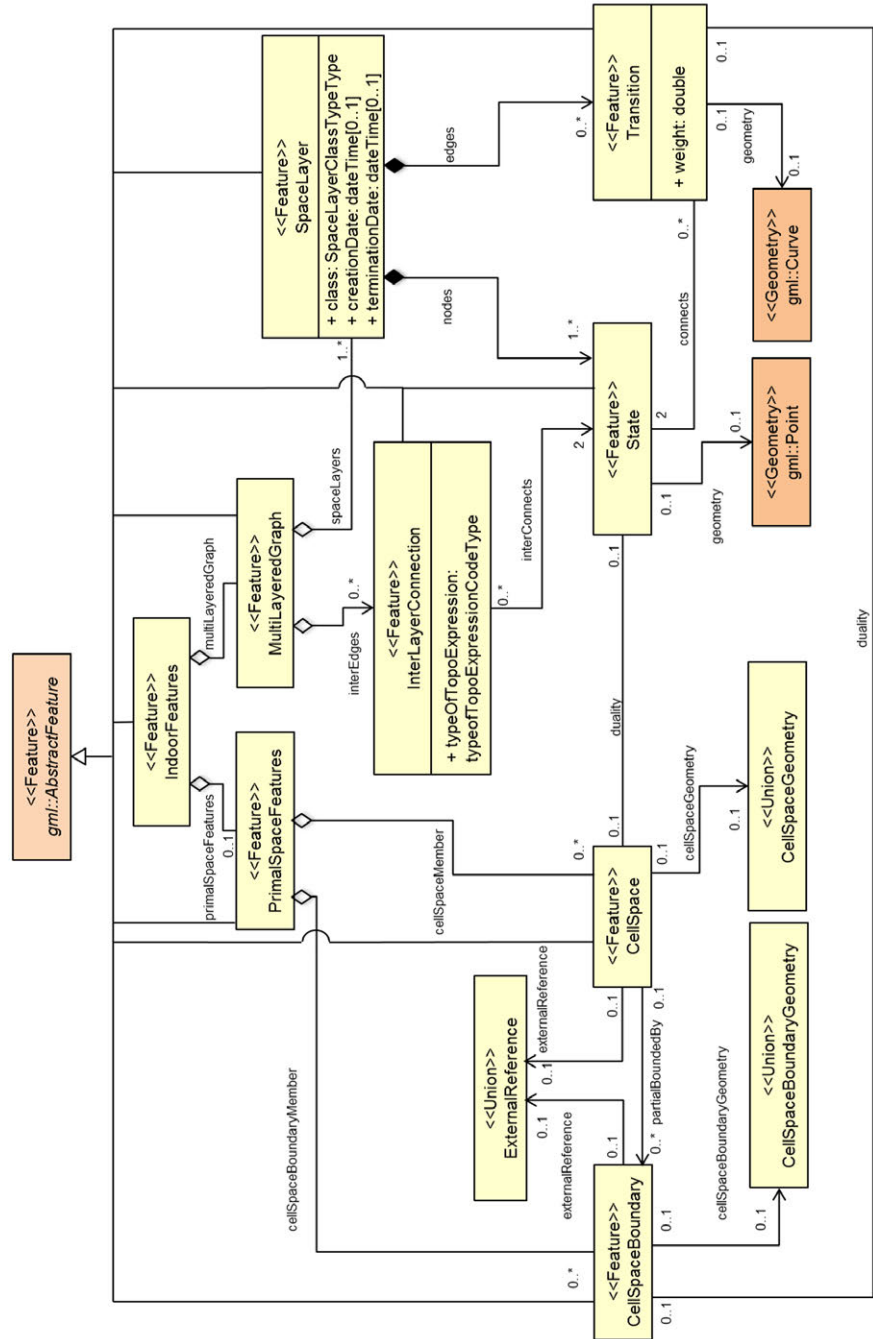 <<Feature>>
gml::AbstractFeature
<<Feature>>
IndoorFeatures
primalSpaceFeatures
0..1
multiLayeredGraph
<<Feature>>
PrimalSpaceFeatures
<<Feature>>
MultiLayeredGraph
<<Feature>>
SpaceLayer
+ class: SpaceLayerClassTypeType
+ creationDate: dateTime[0..1]
+ terminationDate: dateTime[0..1]
cellSpaceBoundaryMember
cellSpaceMember
interEdges
0..*
spaceLayers
1..*
<<Feature>>
InterLayerConnection
+ typeOfTopoExpression:
typeofTopoExpressionCodeType
nodes
edges
<<Union>>
ExternalReference
0..1
externalReference
0..1
externalReference
0..*
interConnects
0..*
0..1
0..1
0..*
0..1
2
1..*
0..*
<<Feature>>
CellSpaceBoundary
0..*
partialBoundedBy
0..1
<<Feature>>
CellSpace
0..1
duality
0..1
<<Feature>>
State
2
connects
0..*
<<Feature>>
Transition
+ weight: double
0..1
0..1
0..1
0..1
0..1
0..1
cellSpaceBoundaryGeometry
0..1
cellSpaceGeometry
0..1
geometry
0..1
geometry
0..1
<<Union>>
CellSpaceBoundaryGeometry
<<Union>>
CellSpaceGeometry
<<Geometry>>
gml::Point
<<Geometry>>
gml::Curve
duality